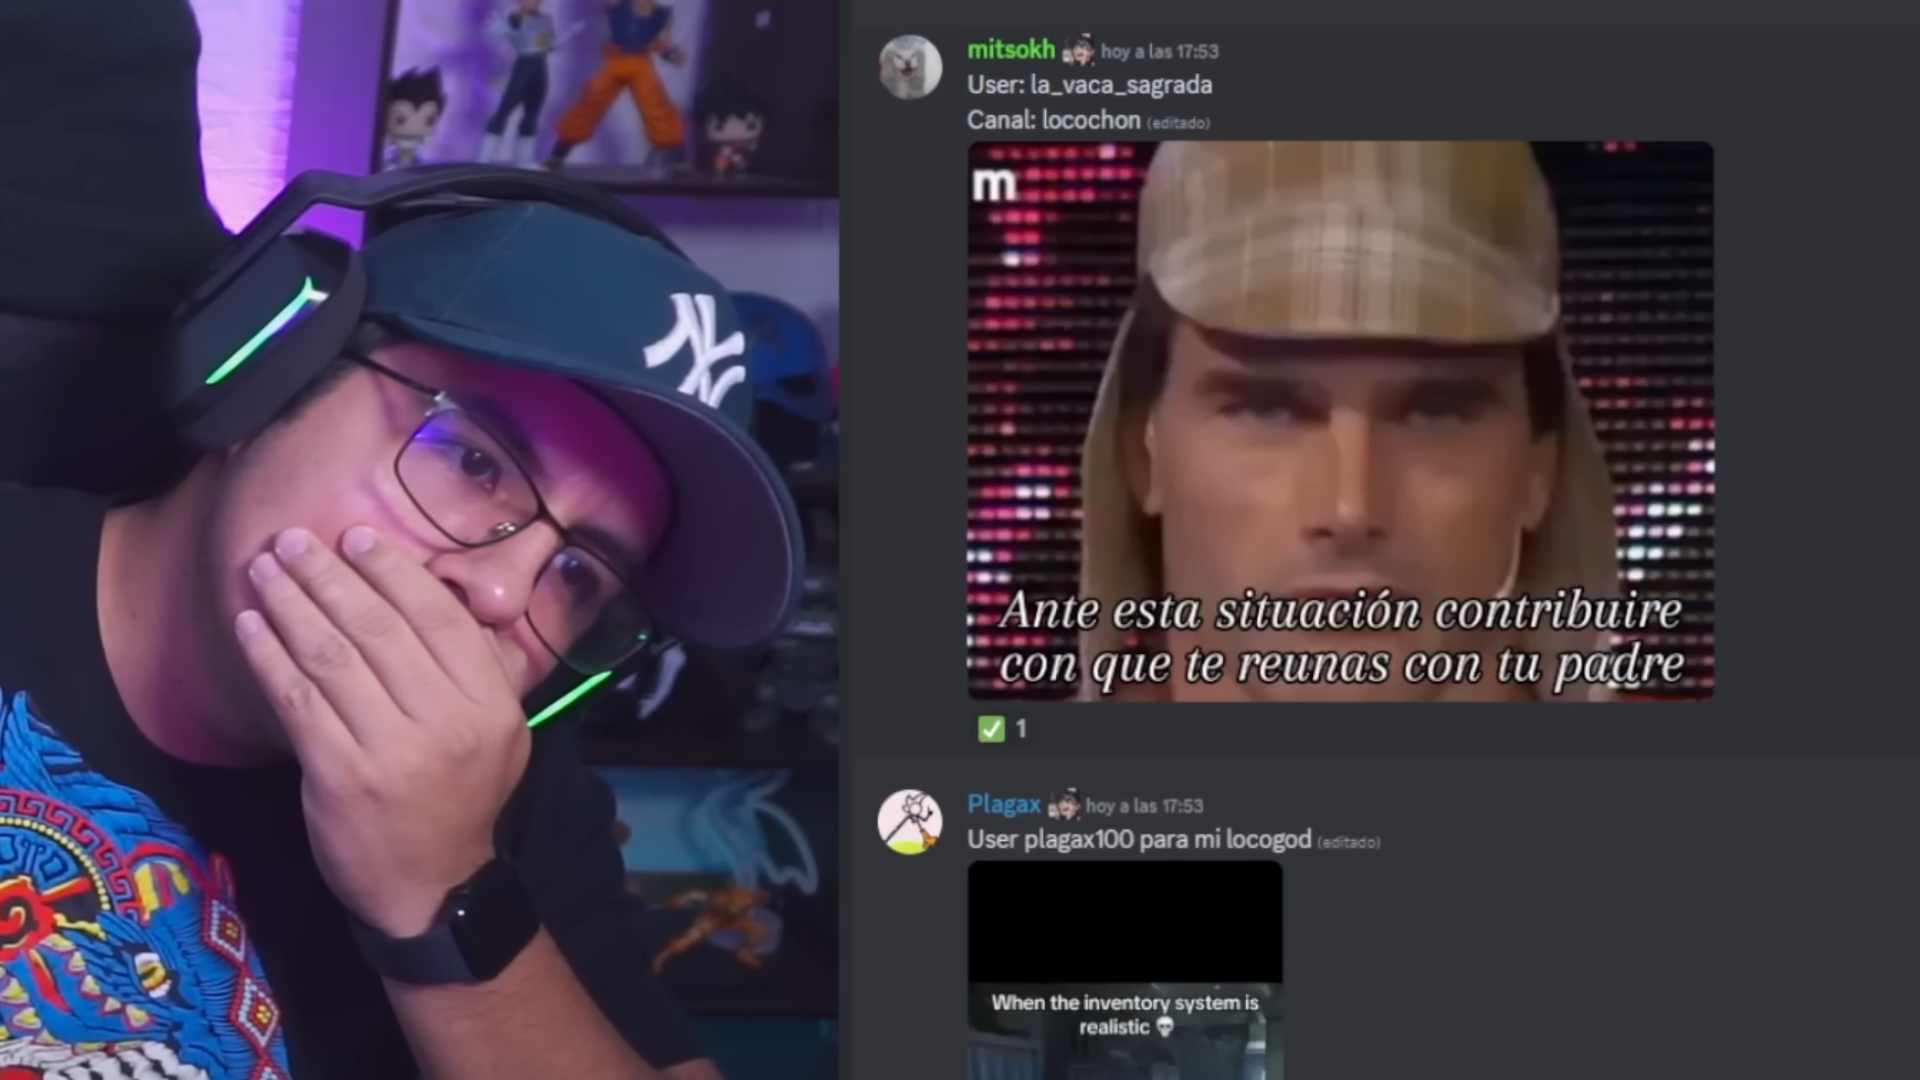 NY
mitsokh hoy a las 17:53
User: la_vaca_sagrada
Canal: locochon (editado)
m
Ante esta situación contribuire
con que te reunas con tu padre
1
Plagax hoy a las 17:53
User plagax100 para mi locogod (editado)
When the inventory system is
realistic 💀